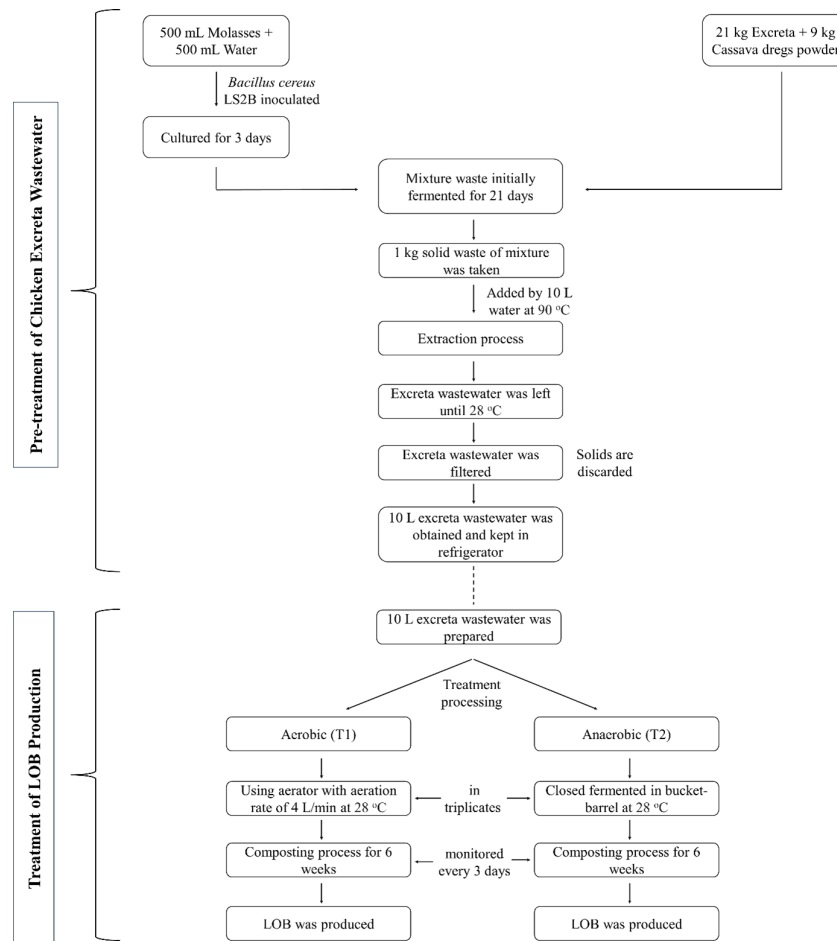 500 mL Molasses +
500 mL Water
21 kg Excreta + 9 kg
Cassava dregs powder
Bacillus cereus
LS2B inoculated
Cultured for 3 days
Mixture waste initially
fermented for 21 days
1 kg solid waste of mixture
was taken
Added by 10 L
water at 90 °C
Extraction process
Excreta wastewater was left
until 28 °C
Excreta wastewater was
filtered
Solids are
discarded
10 L excreta wastewater was
obtained and kept in
refrigerator
Pre-treatment of Chicken Excreta Wastewater
10 L excreta wastewater was
prepared
Treatment
processing
Aerobic (T1)
Anaerobic (T2)
Using aerator with aeration
rate of 4 L/min at 28 °C
in
triplicates
Closed fermented in bucket-
barrel at 28 °C
Composting process for 6
weeks
monitored
every 3 days
Composting process for 6
weeks
LOB was produced
LOB was produced
Treatment of LOB Production